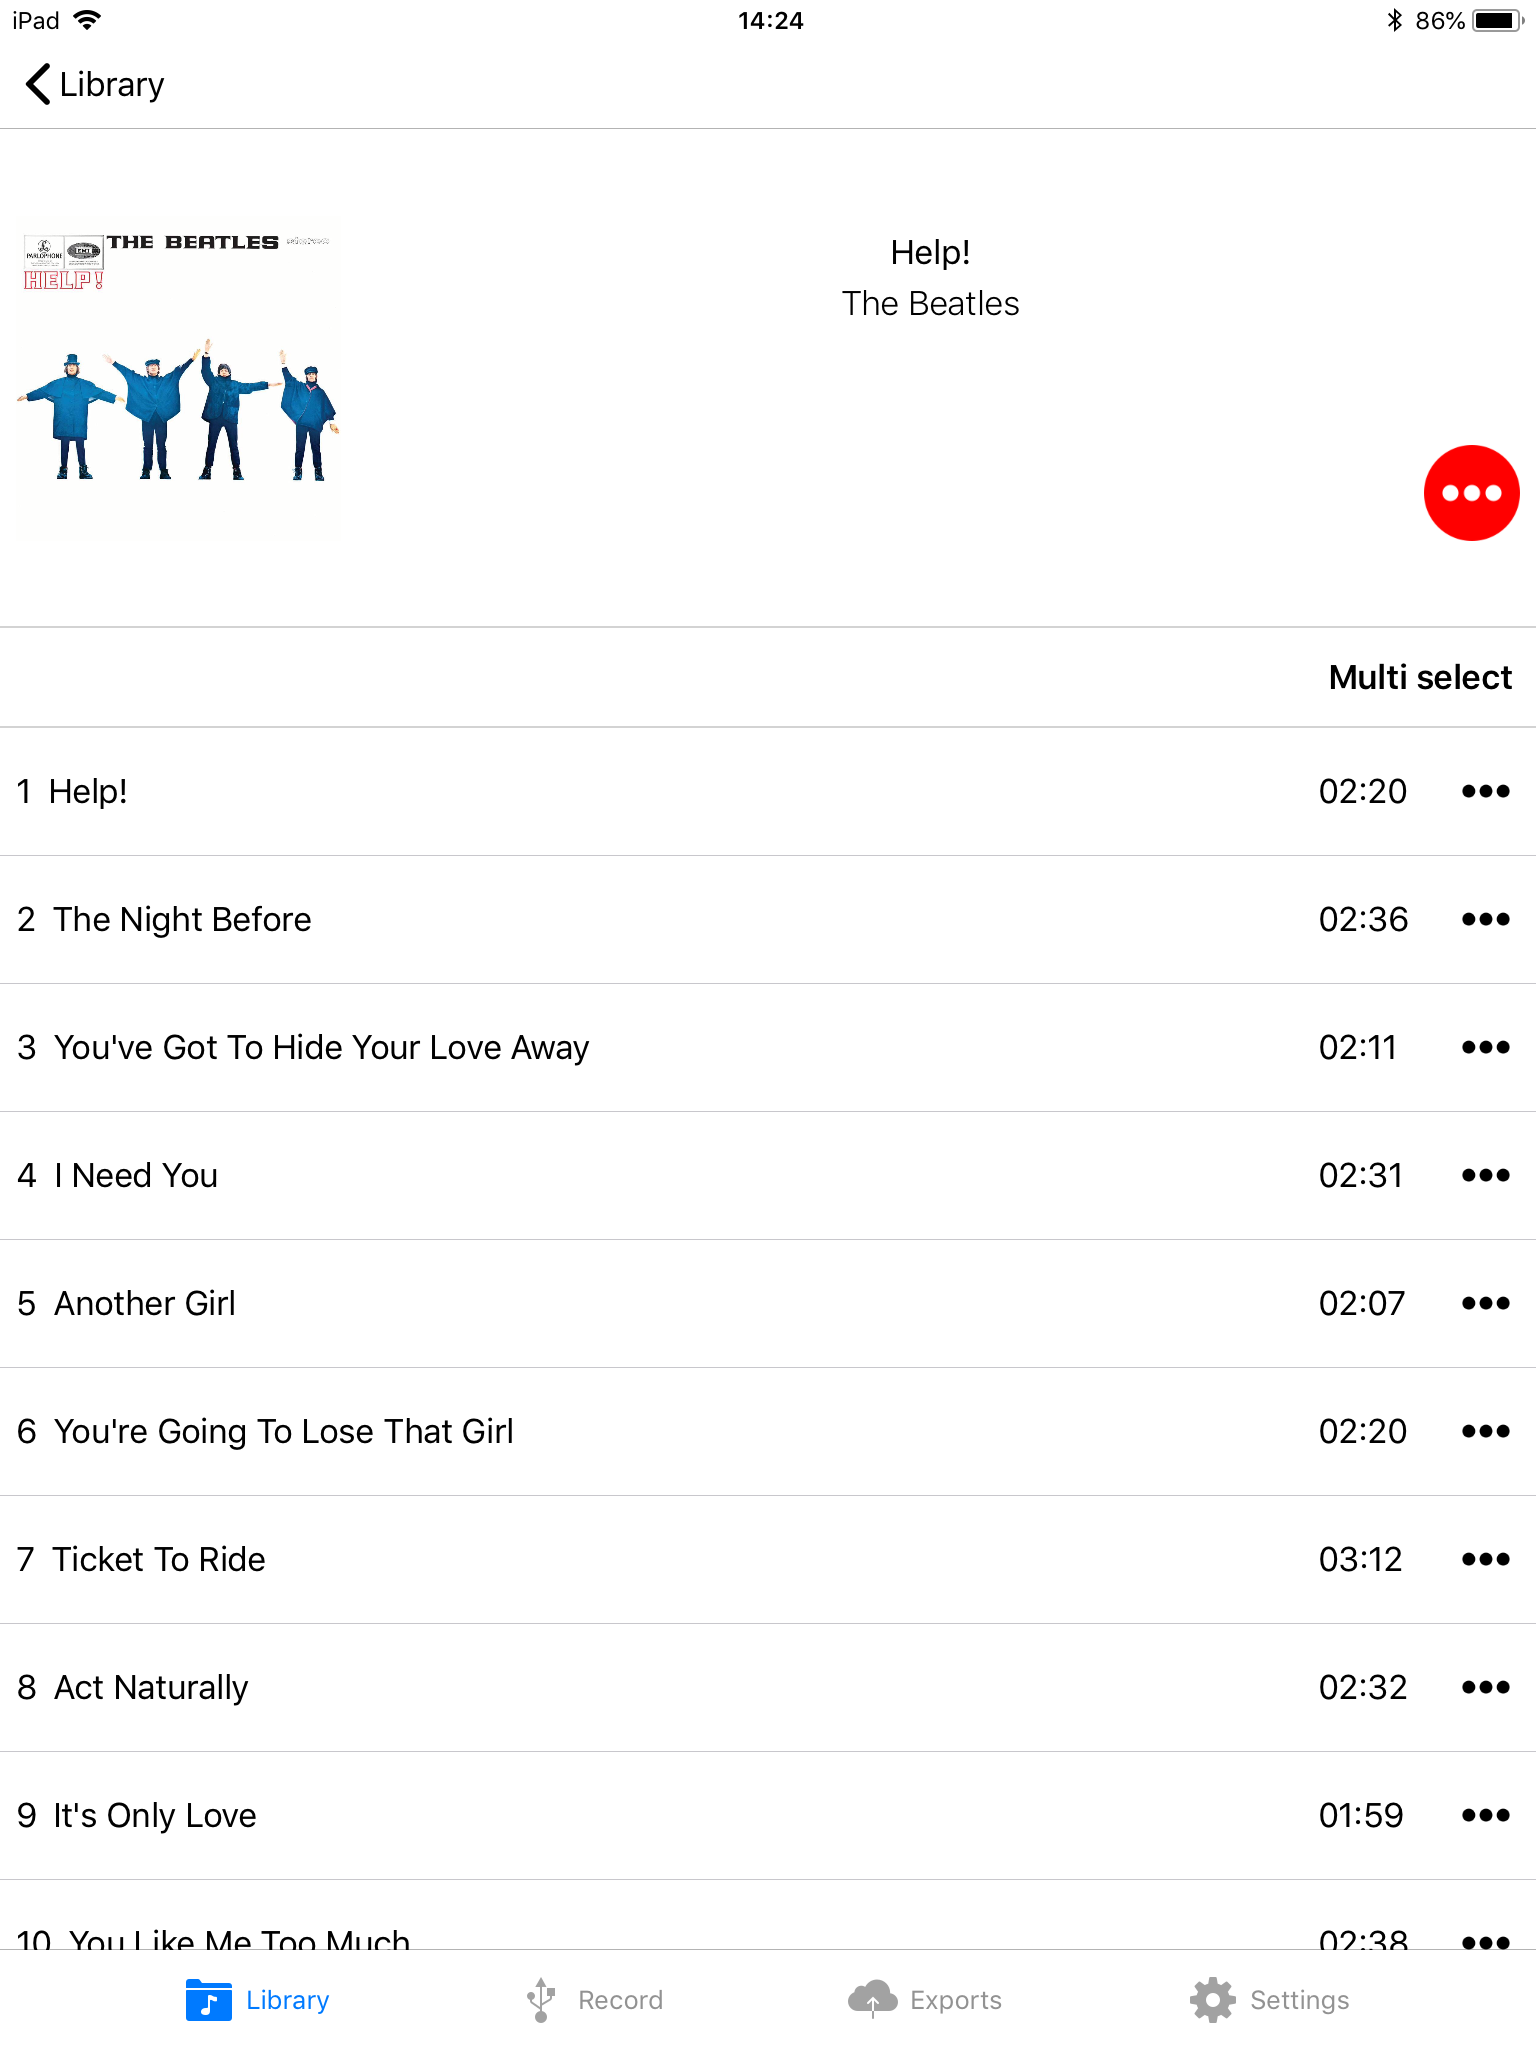 iPad 14:24 86%
Library
PARLOPHONE EMI THE BEATLES
HELP!
Help!
The Beatles
Multi select
1 Help! 02:20
2 The Night Before 02:36
3 You've Got To Hide Your Love Away 02:11
4 I Need You 02:31
5 Another Girl 02:07
6 You're Going To Lose That Girl 02:20
7 Ticket To Ride 03:12
8 Act Naturally 02:32
9 It's Only Love 01:59
10 You Like Me Too Much 02:38
Library Record Exports Settings